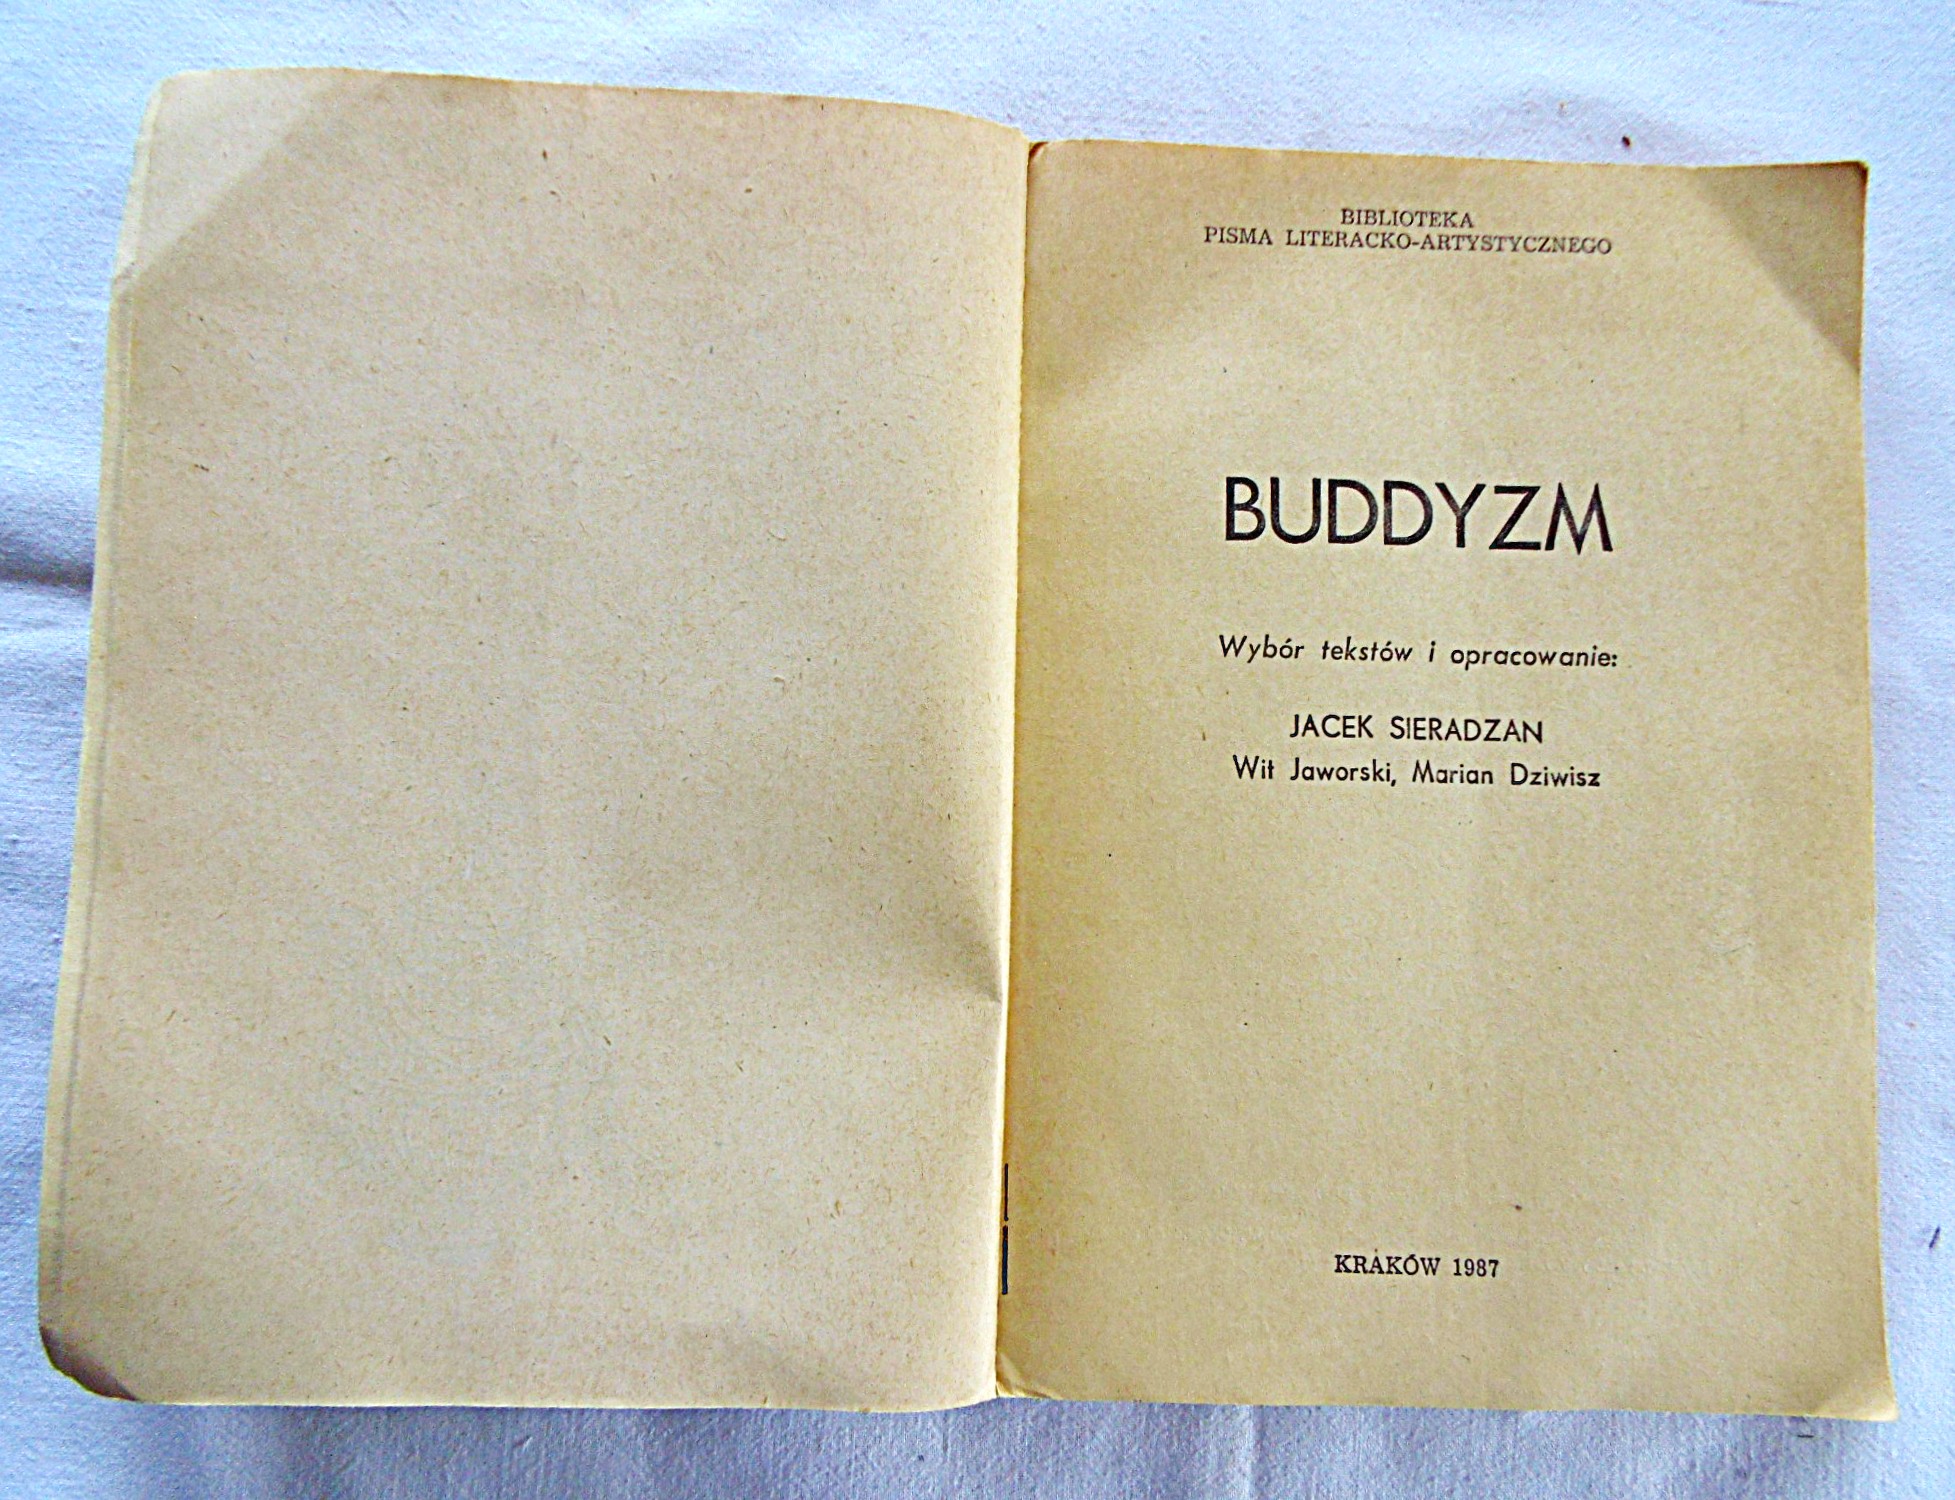 BIBLIOTEKA
PISMA LITERACKO-ARTYSTYCZNEGO
BUDDYZM
Wybór tekstów i opracowanie:
JACEK SIERADZAN
Wit Jaworski, Marian Dziwisz
KRAKÓW 1987